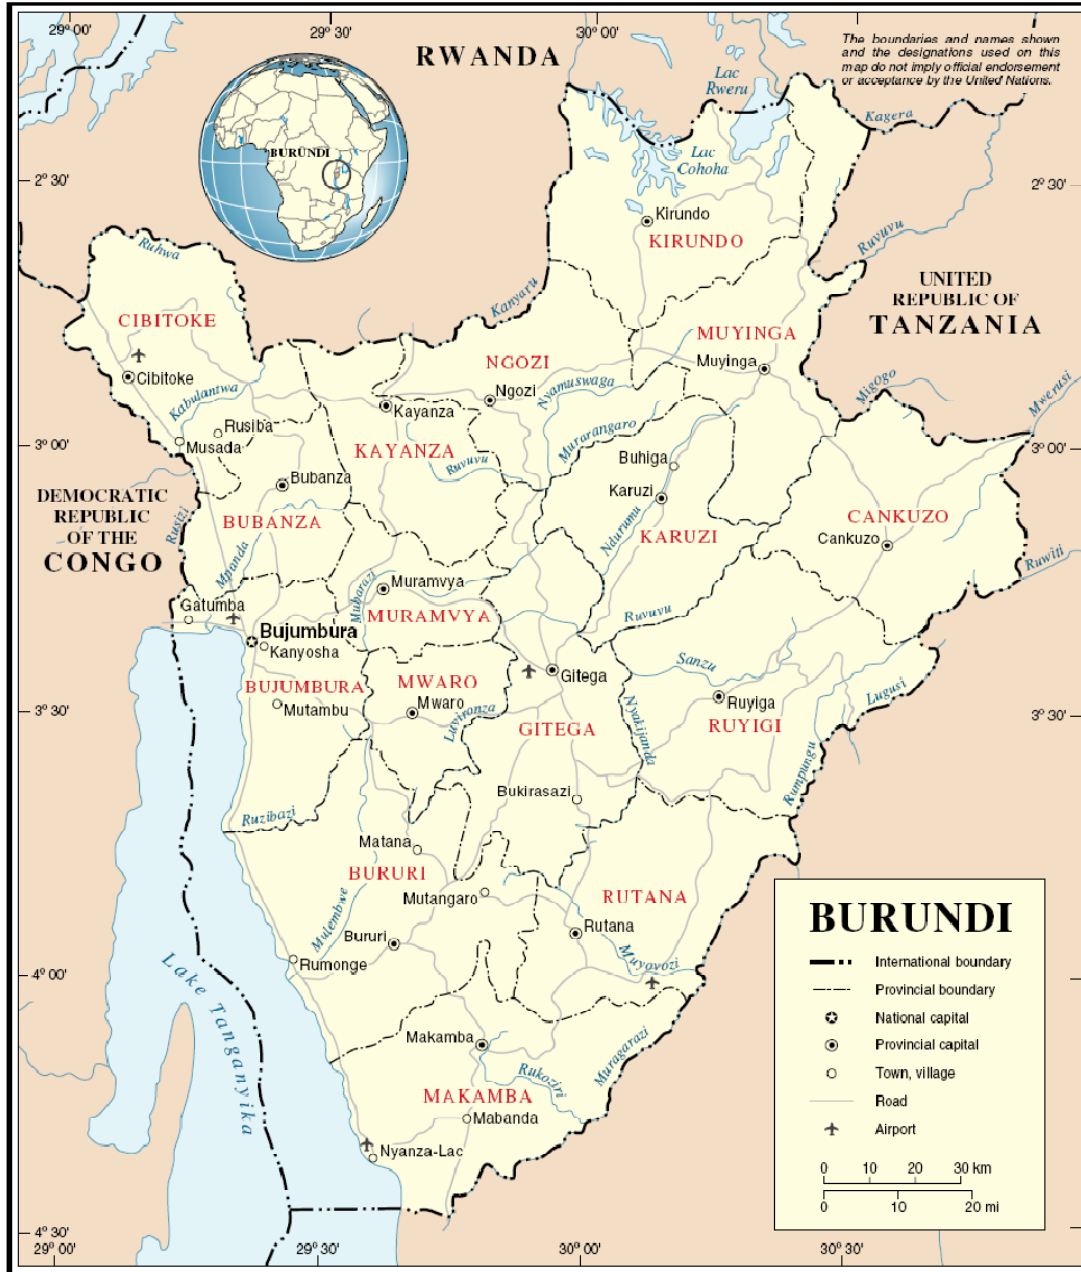 29° 00'
29° 30'
30° 00'
RWANDA
The boundaries and names shown
and the designations used on this
map do not imply official endorsement
or acceptance by the United Nations.
Lac
Rweru
Kagera
BURUNDI
Lac
Cohoha
2° 30'
2° 30'
Kirundo
KIRUNDO
Ruhwa
Ruvuvu
Kanyaru
UNITED
REPUBLIC OF
TANZANIA
CIBITOKE
MUYINGA
NGOZI
Muyinga
Cibitoke
Kabulantwa
Ngozi
Nyamuswaga
Migogo
Mwerusi
Kayanza
Rusiba
Musada
Murarangaro
3° 00'
3° 00'
KAYANZA
Ruvuvu
Buhiga
Bubanza
Karuzi
DEMOCRATIC
REPUBLIC
OF THE
CONGO
Rusizi
BUBANZA
Ndurumu
KARUZI
CANKUZO
Cankuzo
Mpanda
Ruwiti
Mubarazi
Muramvya
MURAMVYA
Gatumba
Ruvuvu
Bujumbura
Kanyosha
Gitega
Sanzu
BUJUMBURA
MWARO
Mwaro
Mutambu
Luvironza
Ruyiga
RUYIGI
Lugusi
3° 30'
3° 30'
GITEGA
Nyakijanda
Rumpungu
Bukirasazi
Ruzibazi
Matana
BURURI
Mutangaro
RUTANA
Rutana
Mulembwe
Bururi
Rumonge
Muyovozi
4° 00'
Lake Tanganyika
Makamba
Rukoziri
Muragarazi
MAKAMBA
Mabanda
Nyanza-Lac
4° 30'
29° 00'
29° 30'
30° 00'
30° 30'
BURUNDI
International boundary
Provincial boundary
National capital
Provincial capital
Town, village
Road
Airport
0 10 20 30 km
0 10 20 mi